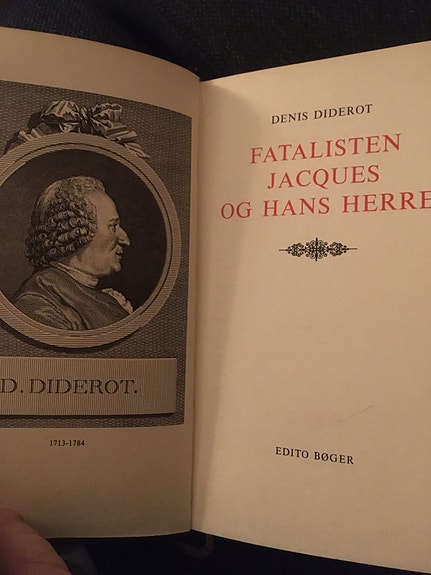 D. DIDEROT.
1713-1784
DENIS DIDEROT
FATALISTEN
JACQUES
OG HANS HERRE
EDITO BØGER